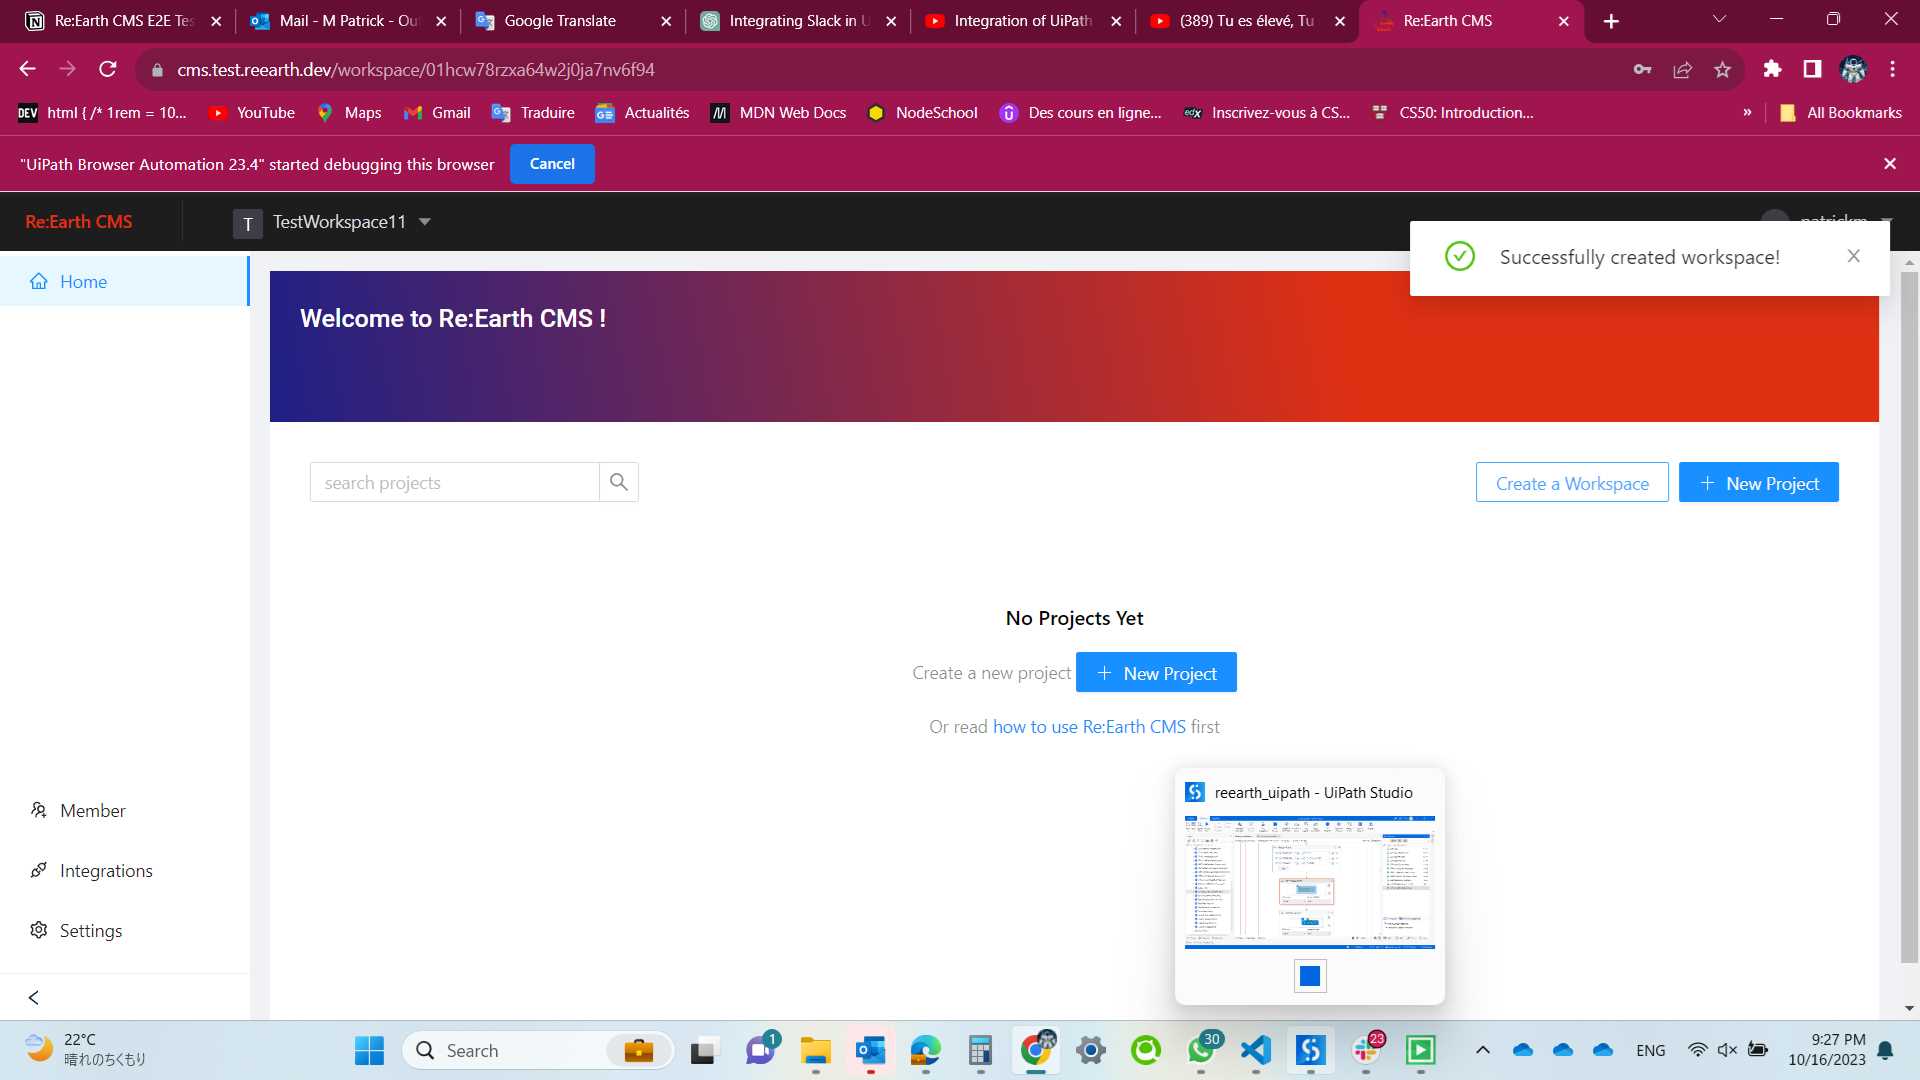 Re:Earth CMS E2E Tes
Mail - M Patrick - Ou
Google Translate
Integrating Slack in U
Integration of UiPath
(389) Tu es élevé, Tu
Re:Earth CMS
cms.test.reearth.dev/workspace/01hcw78rzxa64w2j0ja7nv6f94
DEV html { /* 1rem = 10...
YouTube
Maps
Gmail
Traduire
Actualités
MDN Web Docs
NodeSchool
Des cours en ligne...
edX Inscrivez-vous à CS...
CS50: Introduction...
»
All Bookmarks
"UiPath Browser Automation 23.4" started debugging this browser
Cancel
Re:Earth CMS
T TestWorkspace11
patrickm
Successfully created workspace!
Home
Welcome to Re:Earth CMS !
search projects
Create a Workspace
+ New Project
No Projects Yet
Create a new project + New Project
Or read how to use Re:Earth CMS first
Member
Integrations
Settings
reearth_uipath - UiPath Studio
22°C
晴れのちくもり
Search
1
30
23
ENG
9:27 PM
10/16/2023